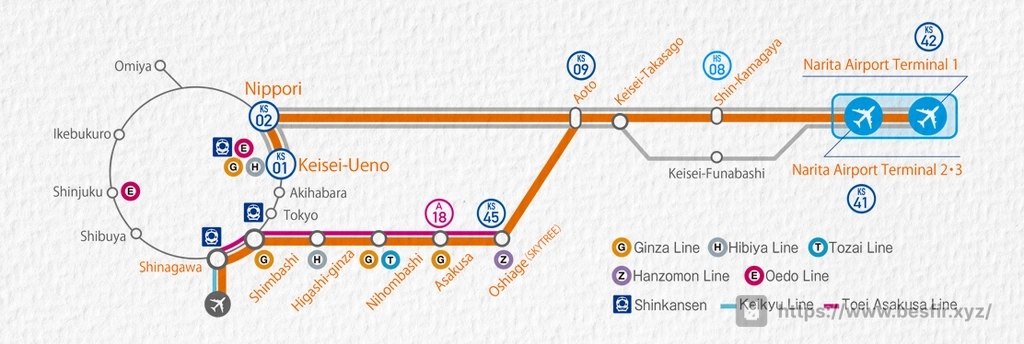 KS
42
KS
09
HS
08
Keisei-Takasago
Shin-Kamagaya
Aoto
Narita Airport Terminal 1
Omiya
Nippori
KS
02
Ikebukuro
E
G H
KS
01
Keisei-Ueno
Keisei-Funabashi
Narita Airport Terminal 2・3
KS
41
Shinjuku
E
Akihabara
Tokyo
Shibuya
A
18
KS
45
Shinagawa
G
H
G T
G
Z
Shimbashi
Higashi-ginza
Nihombashi
Asakusa
Oshiage (SKYTREE)
G Ginza Line H Hibiya Line T Tozai Line
Z Hanzomon Line E Oedo Line
Shinkansen Keikyu Line Toei Asakusa Line
https://www.beshr.xyz/